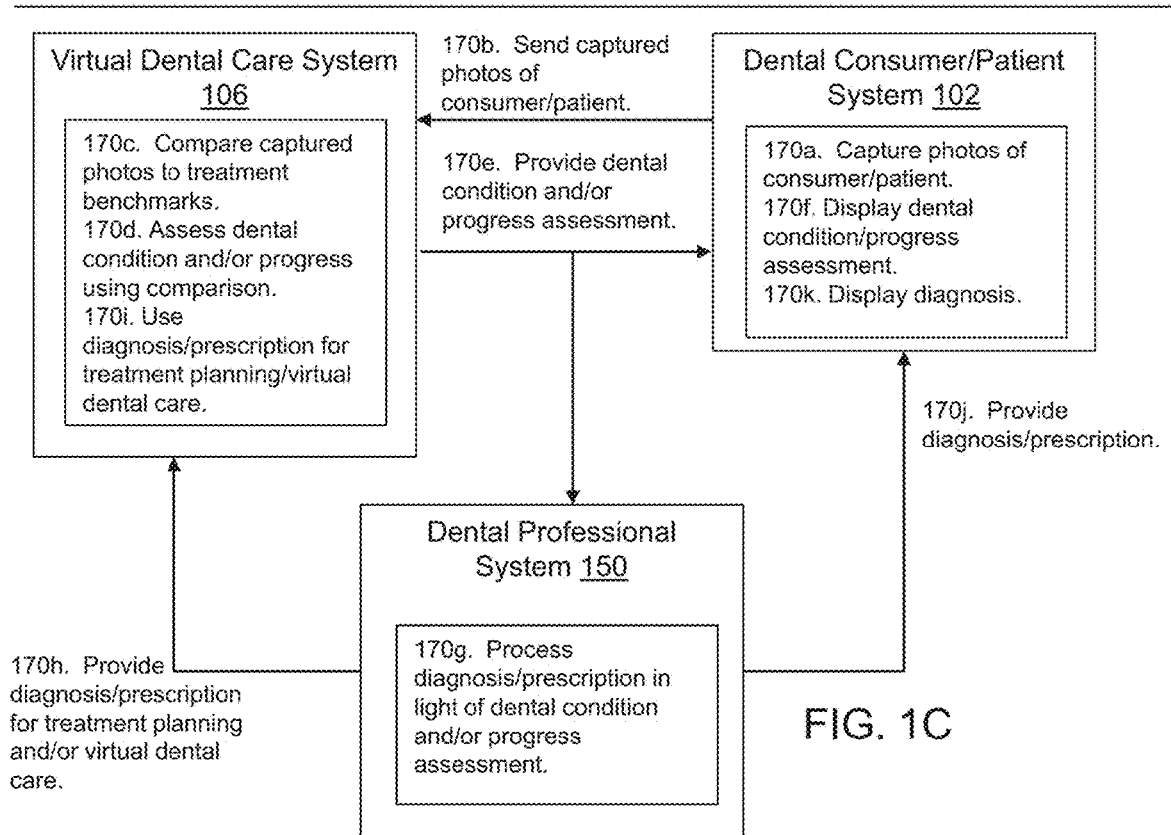 Virtual Dental Care System
106
170c. Compare captured
photos to treatment
benchmarks.
170d. Assess dental
condition and/or progress
using comparison.
170i. Use
diagnosis/prescription for
treatment planning/virtual
dental care.
170b. Send captured
photos of
consumer/patient.
170e. Provide dental
condition and/or
progress assessment.
Dental Consumer/Patient
System 102
170a. Capture photos of
consumer/patient.
170f. Display dental
condition/progress
assessment.
170k. Display diagnosis.
170j. Provide
diagnosis/prescription.
Dental Professional
System 150
170g. Process
diagnosis/prescription in
light of dental condition
and/or progress
assessment.
170h. Provide
diagnosis/prescription
for treatment planning
and/or virtual dental
care.
FIG. 1C